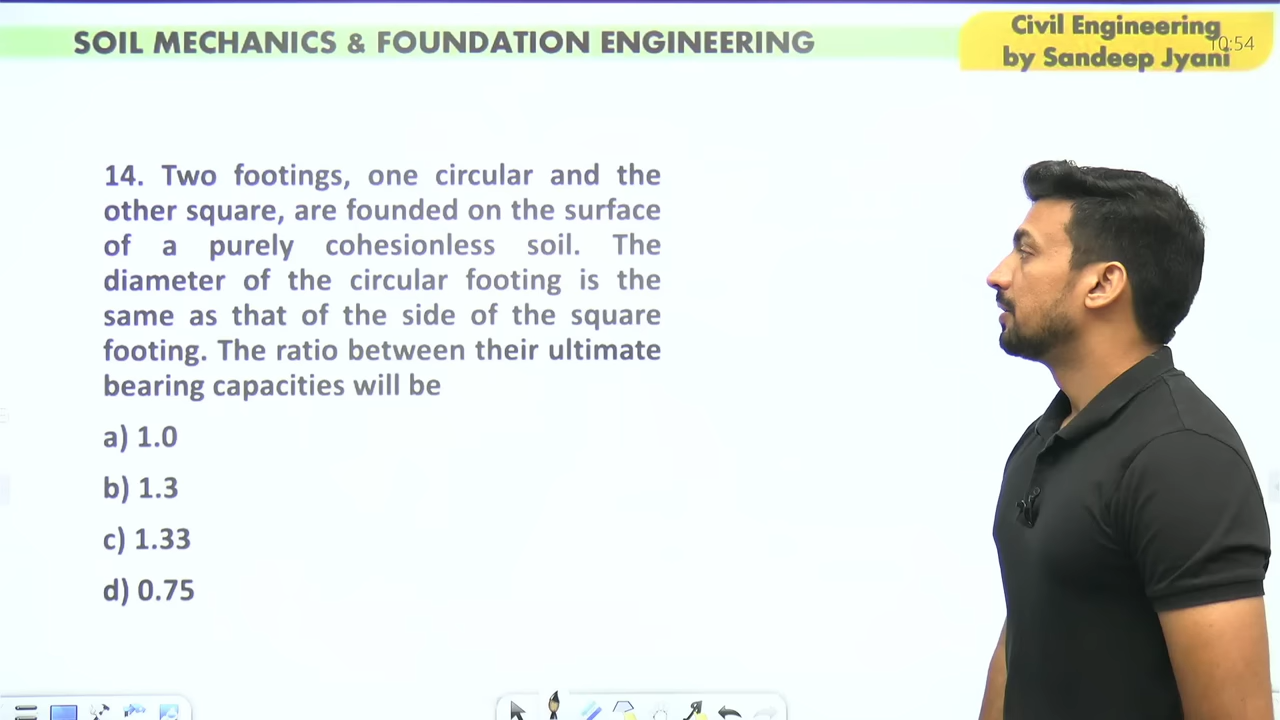 SOIL MECHANICS & FOUNDATION ENGINEERING
Civil Engineering
by Sandeep Jyani
10:54
14. Two footings, one circular and the
other square, are founded on the surface
of a purely cohesionless soil. The
diameter of the circular footing is the
same as that of the side of the square
footing. The ratio between their ultimate
bearing capacities will be
a) 1.0
b) 1.3
c) 1.33
d) 0.75